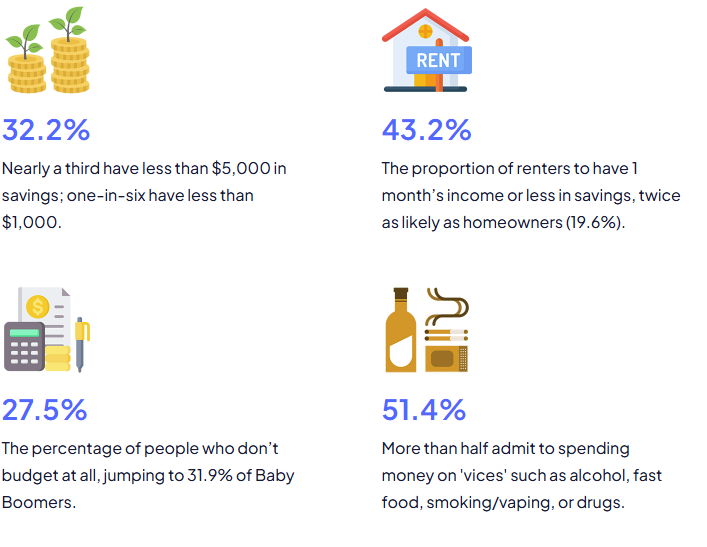 32.2%
Nearly a third have less than $5,000 in
savings; one-in-six have less than
$1,000.
RENT
43.2%
The proportion of renters to have 1
month’s income or less in savings, twice
as likely as homeowners (19.6%).
$
27.5%
The percentage of people who don’t
budget at all, jumping to 31.9% of Baby
Boomers.
51.4%
More than half admit to spending
money on 'vices' such as alcohol, fast
food, smoking/vaping, or drugs.